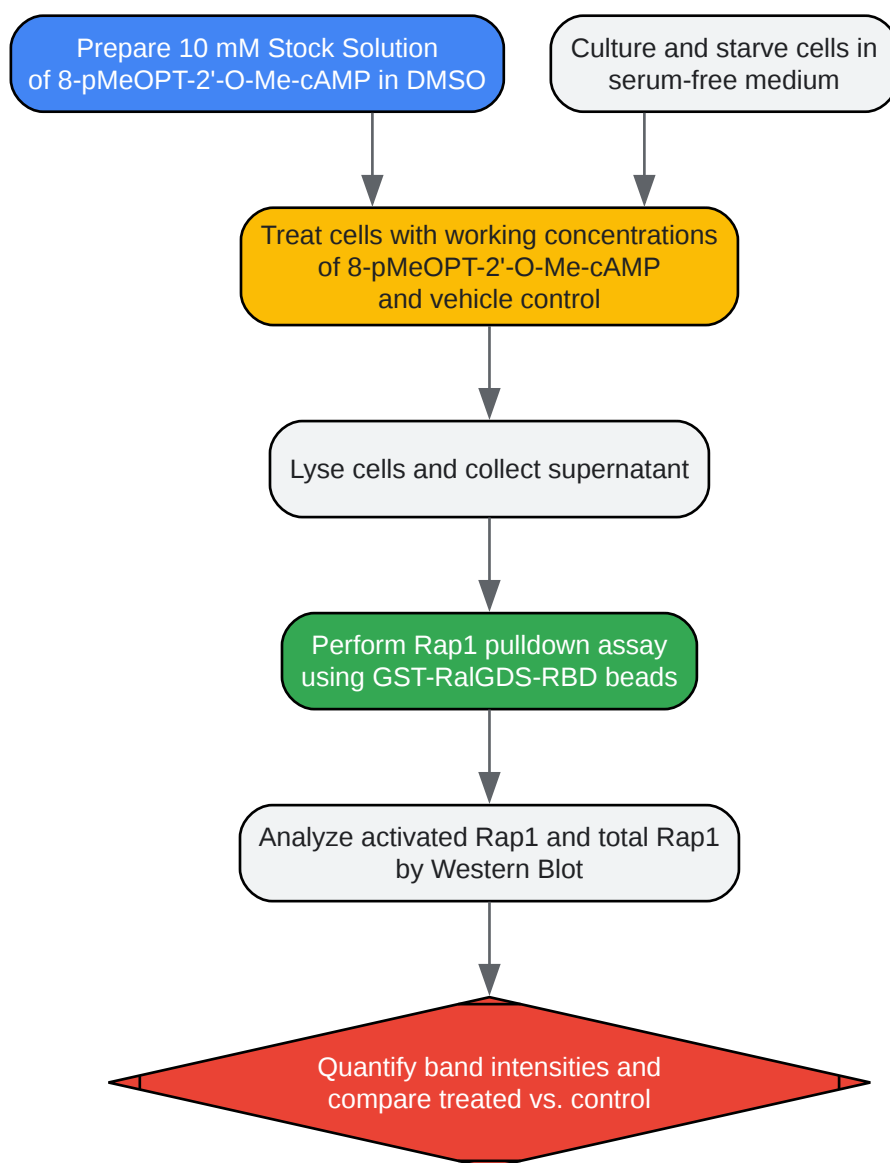 Prepare 10 mM Stock Solution
of 8-pMeOPT-2'-O-Me-cAMP in DMSO
Culture and starve cells in
serum-free medium
Treat cells with working concentrations
of 8-pMeOPT-2'-O-Me-cAMP
and vehicle control
Lyse cells and collect supernatant
Perform Rap1 pulldown assay
using GST-RalGDS-RBD beads
Analyze activated Rap1 and total Rap1
by Western Blot
Quantify band intensities and
compare treated vs. control